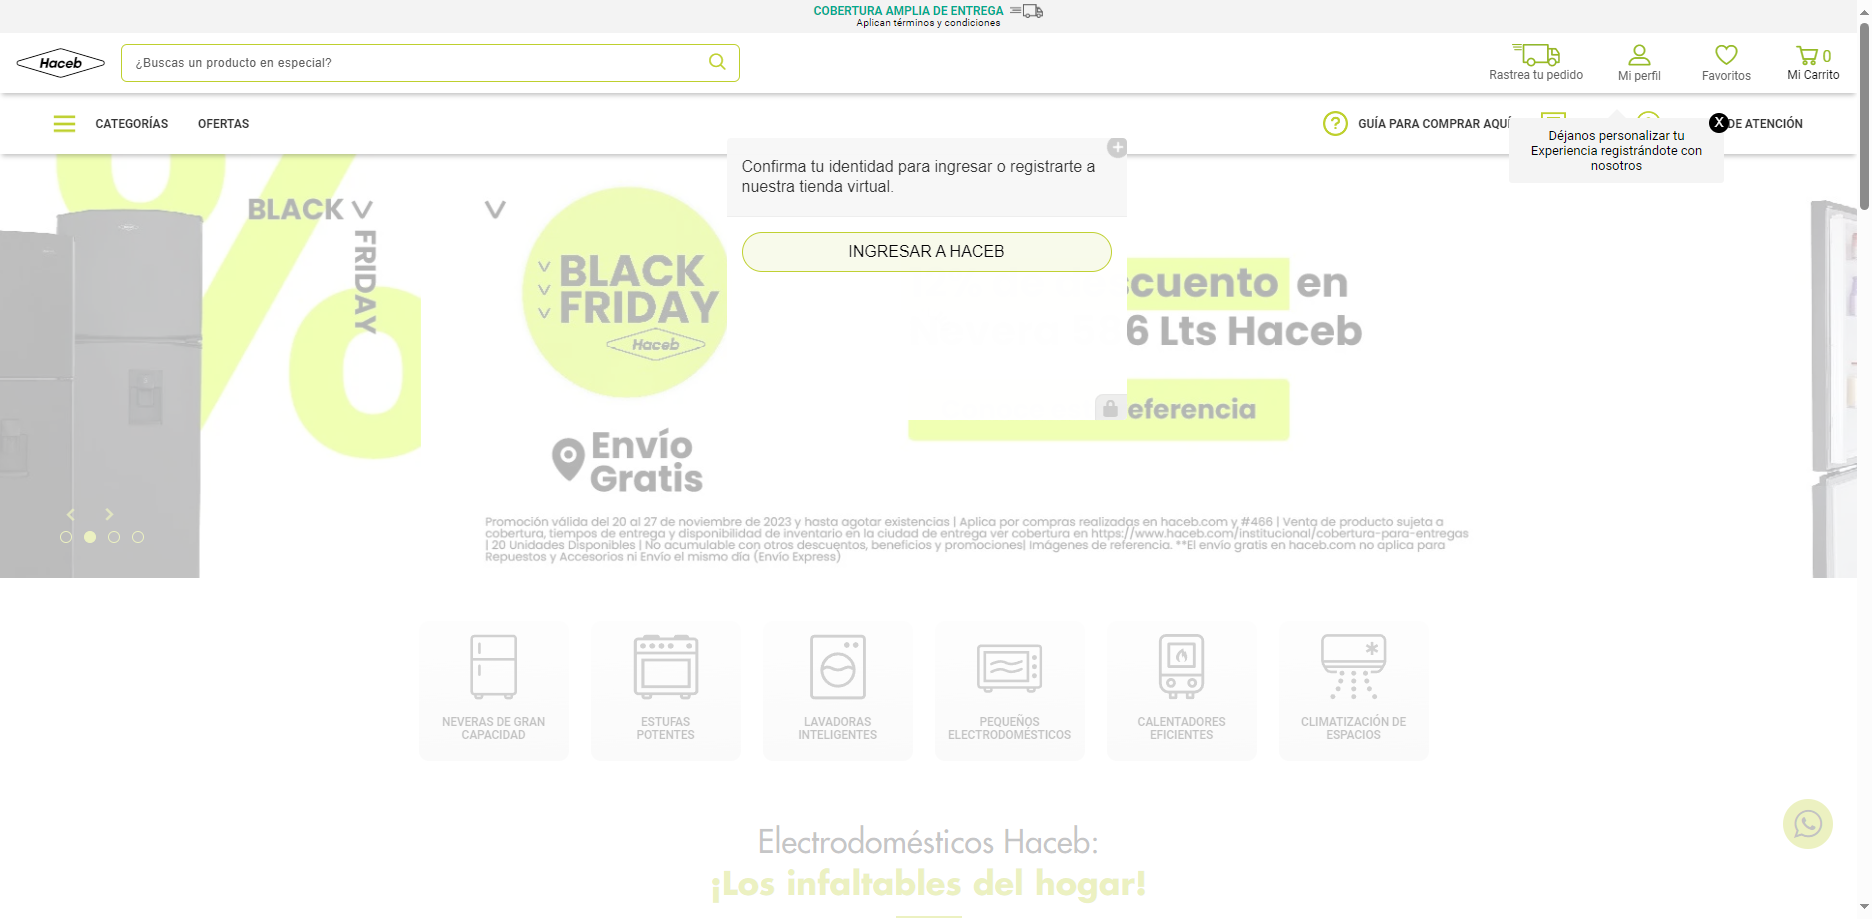 COBERTURA AMPLIA DE ENTREGA
Aplican términos y condiciones
Haceb
¿Buscas un producto en especial?
Rastrea tu pedido
Mi perfil
Favoritos
0
Mi Carrito
CATEGORÍAS
OFERTAS
GUÍA PARA COMPRAR AQUÍ
DE ATENCIÓN
X
Déjanos personalizar tu
Experiencia registrándote con
nosotros
Confirma tu identidad para ingresar o registrarte a
nuestra tienda virtual.
INGRESAR A HACEB
BLACK
FRIDAY
BLACK
FRIDAY
Haceb
Envío
Gratis
scuento en
6 Lts Haceb
eferencia
Promoción válida del 20 al 27 de noviembre de 2023 y hasta agotar existencias | Aplica por compras realizadas en haceb.com y #466 | Venta de producto sujeta a
cobertura, tiempos de entrega y disponibilidad de inventario en la ciudad de entrega ver cobertura en https://www.haceb.com/institucional/cobertura-para-entregas
| 20 Unidades Disponibles | No acumulable con otros descuentos, beneficios y promociones| Imágenes de referencia. **El envío gratis en haceb.com no aplica para
Repuestos y Accesorios ni Envío el mismo día (Envío Express)
NEVERAS DE GRAN
CAPACIDAD
ESTUFAS
POTENTES
LAVADORAS
INTELIGENTES
PEQUEÑOS
ELECTRODOMÉSTICOS
CALENTADORES
EFICIENTES
CLIMATIZACIÓN DE
ESPACIOS
Electrodomésticos Haceb:
¡Los infaltables del hogar!